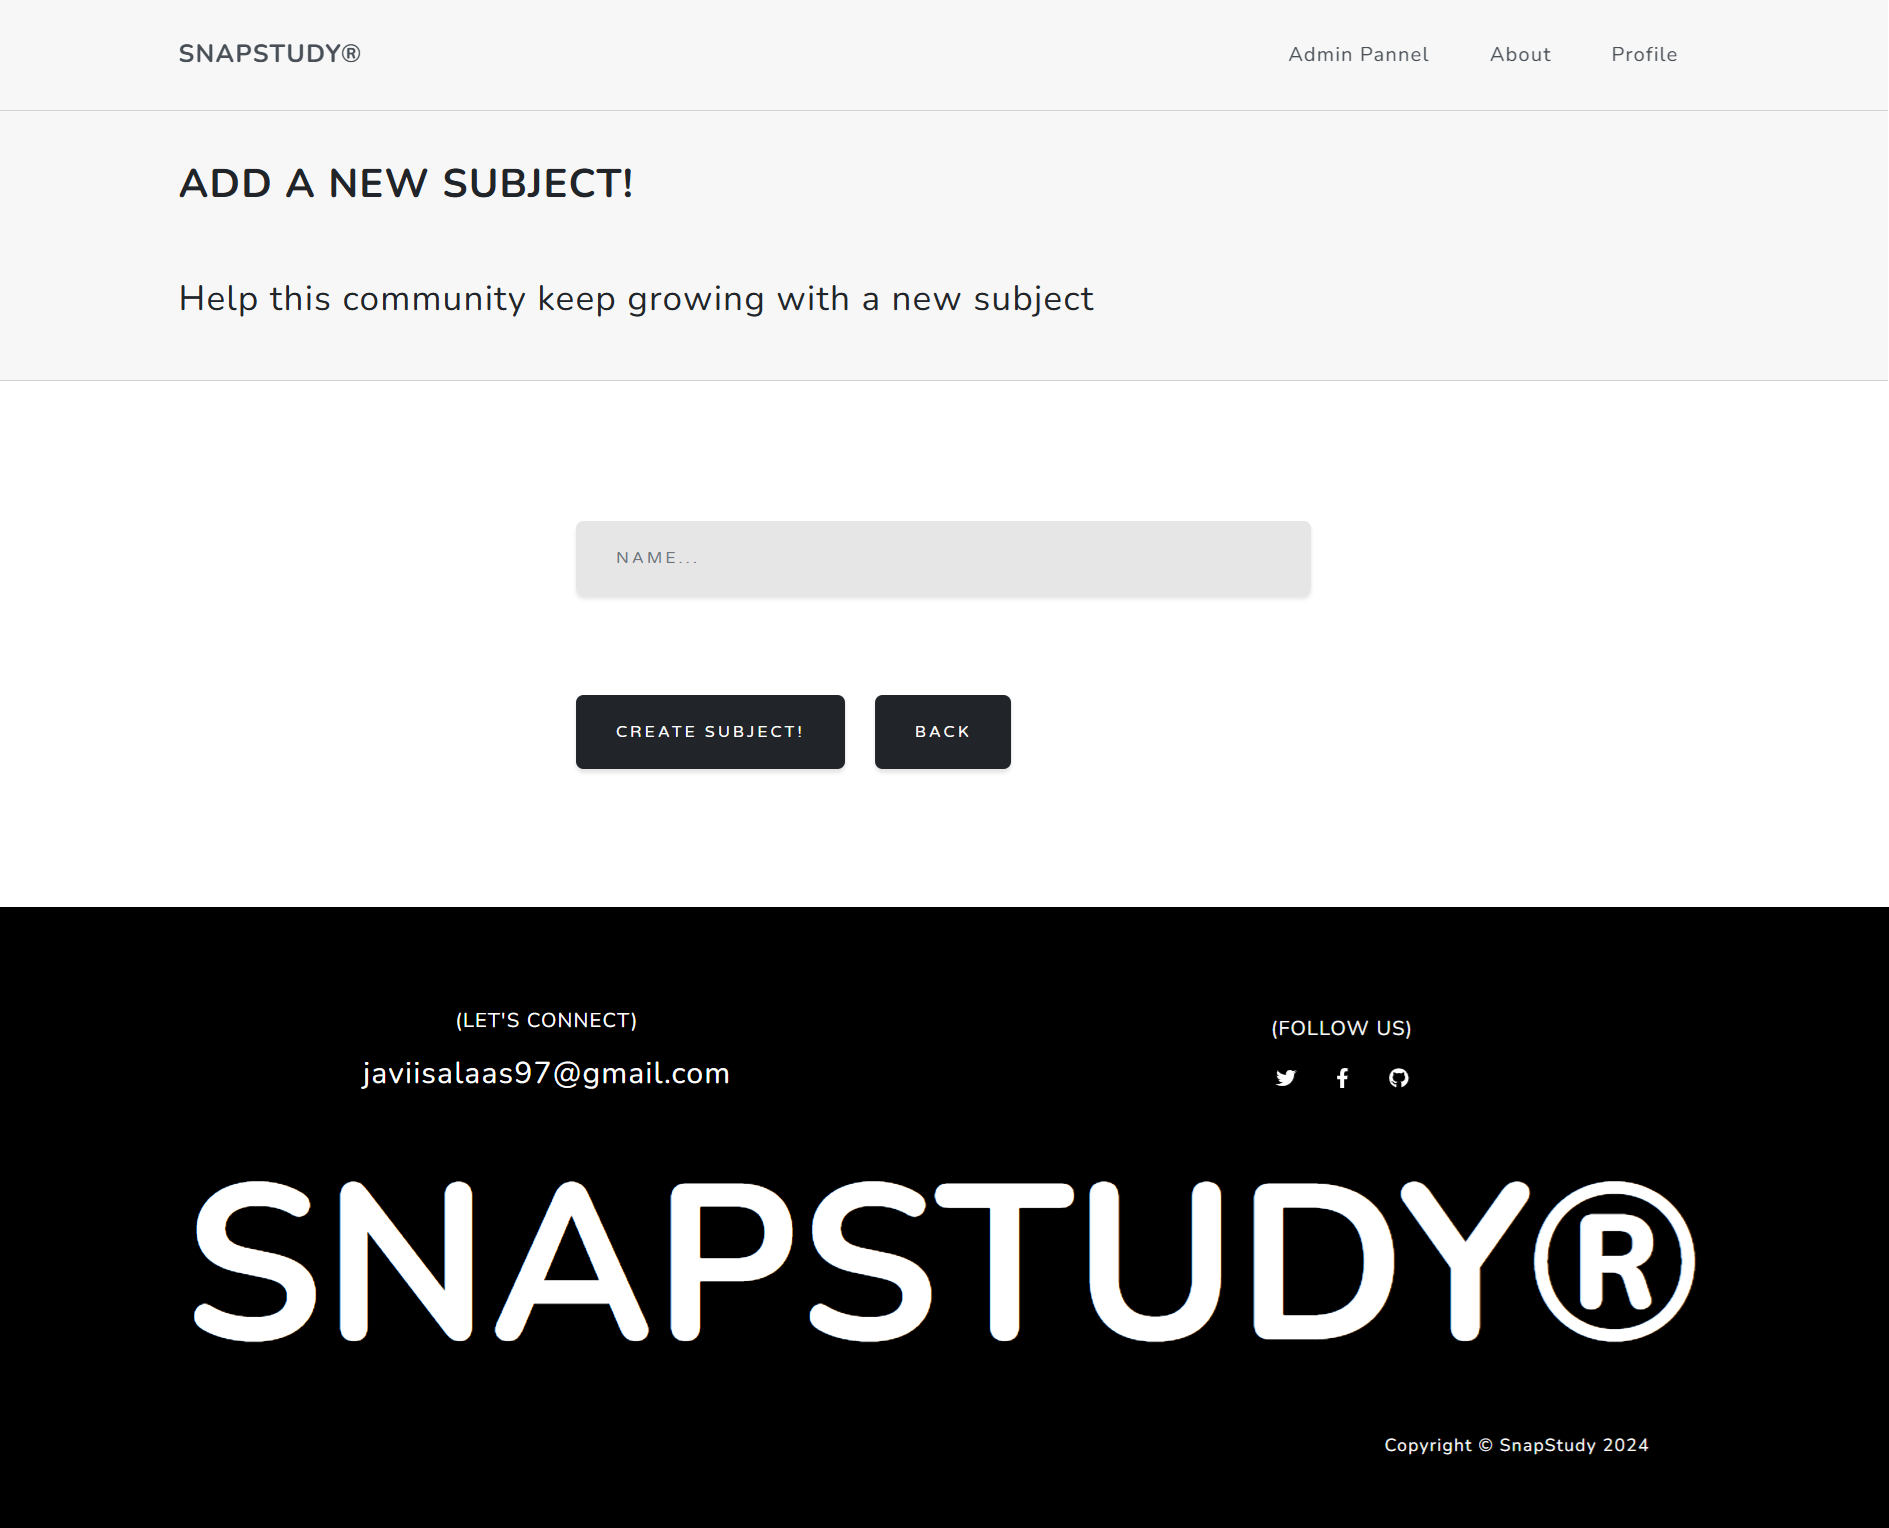 SNAPSTUDY®
Admin Pannel About Profile
ADD A NEW SUBJECT!
Help this community keep growing with a new subject
NAME...
CREATE SUBJECT! BACK
(LET'S CONNECT)
(FOLLOW US)
javiisalaas97@gmail.com
SNAPSTUDY®
Copyright © SnapStudy 2024